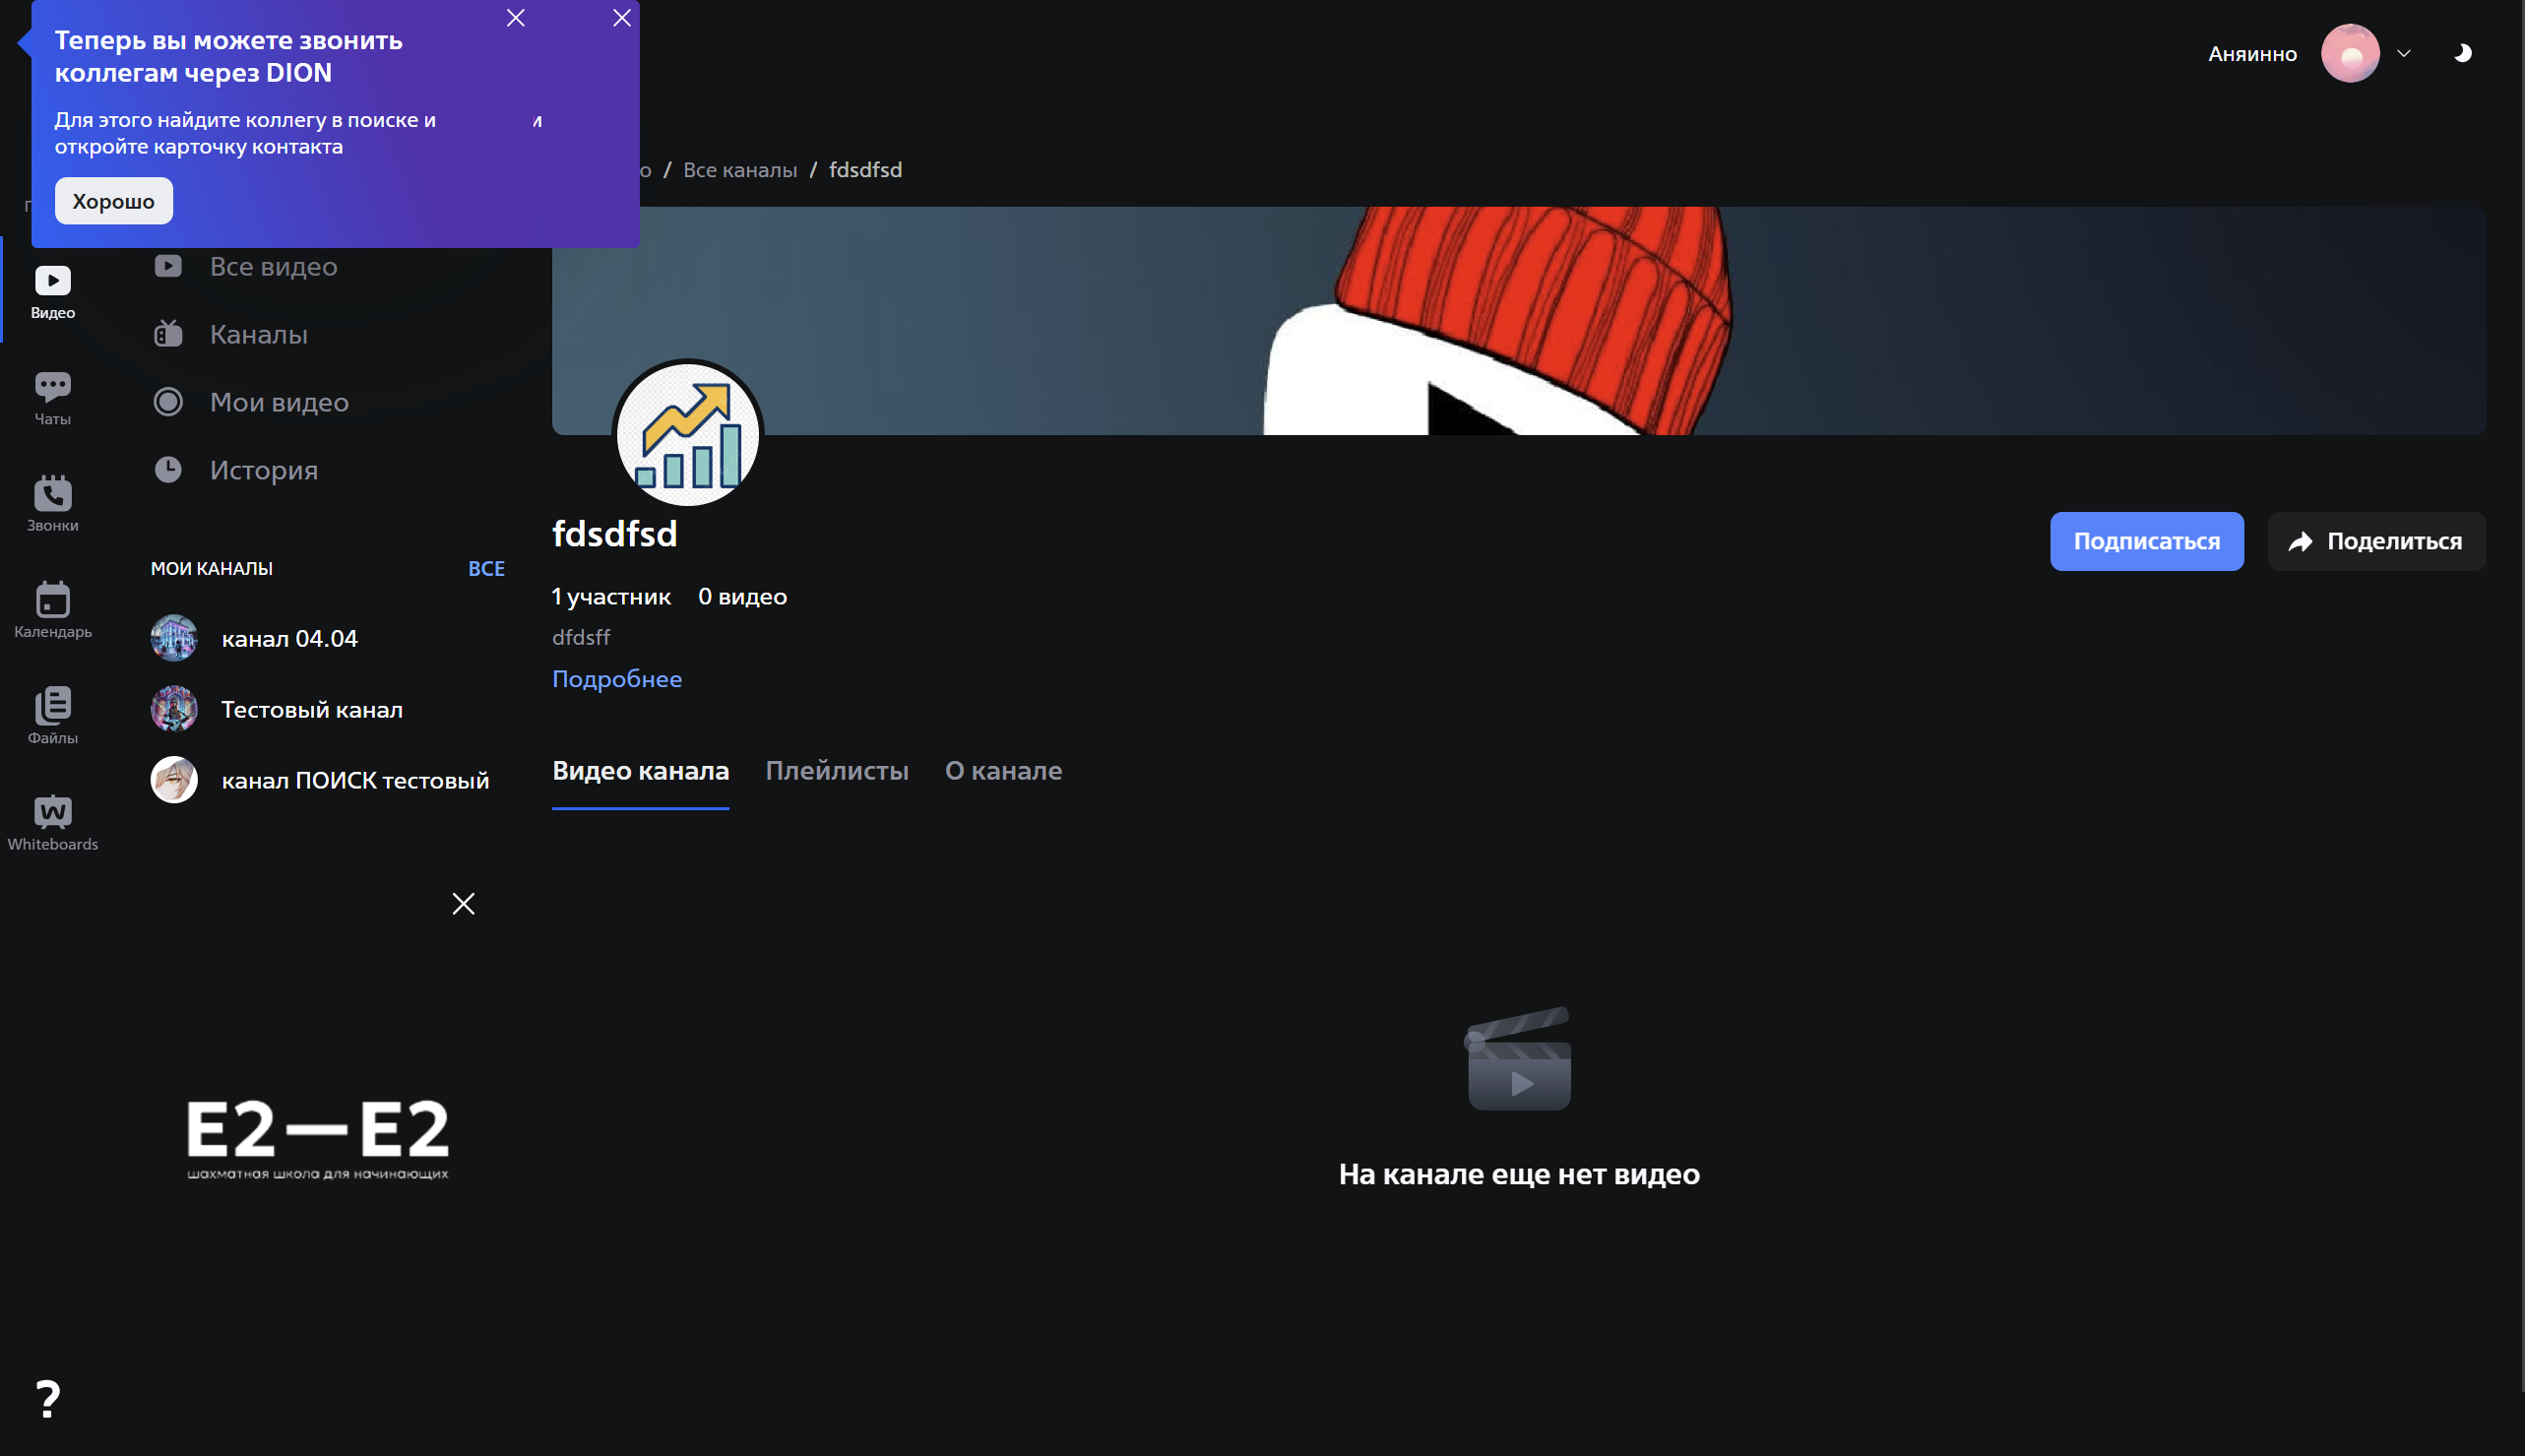 Теперь вы можете звонить
коллегам через DION
Для этого найдите коллегу в поиске и
откройте карточку контакта
Хорошо
Аняинно
/ Все каналы / fdsdfsd
Видео
Чаты
Звонки
Календарь
Файлы
Whiteboards
Все видео
Каналы
Мои видео
История
МОИ КАНАЛЫ
ВСЕ
канал 04.04
Тестовый канал
канал ПОИСК тестовый
E2—E2
шахматная школа для начинающих
?
fdsdfsd
Подписаться
Поделиться
1 участник 0 видео
dfdsff
Подробнее
Видео канала
Плейлисты
О канале
На канале еще нет видео